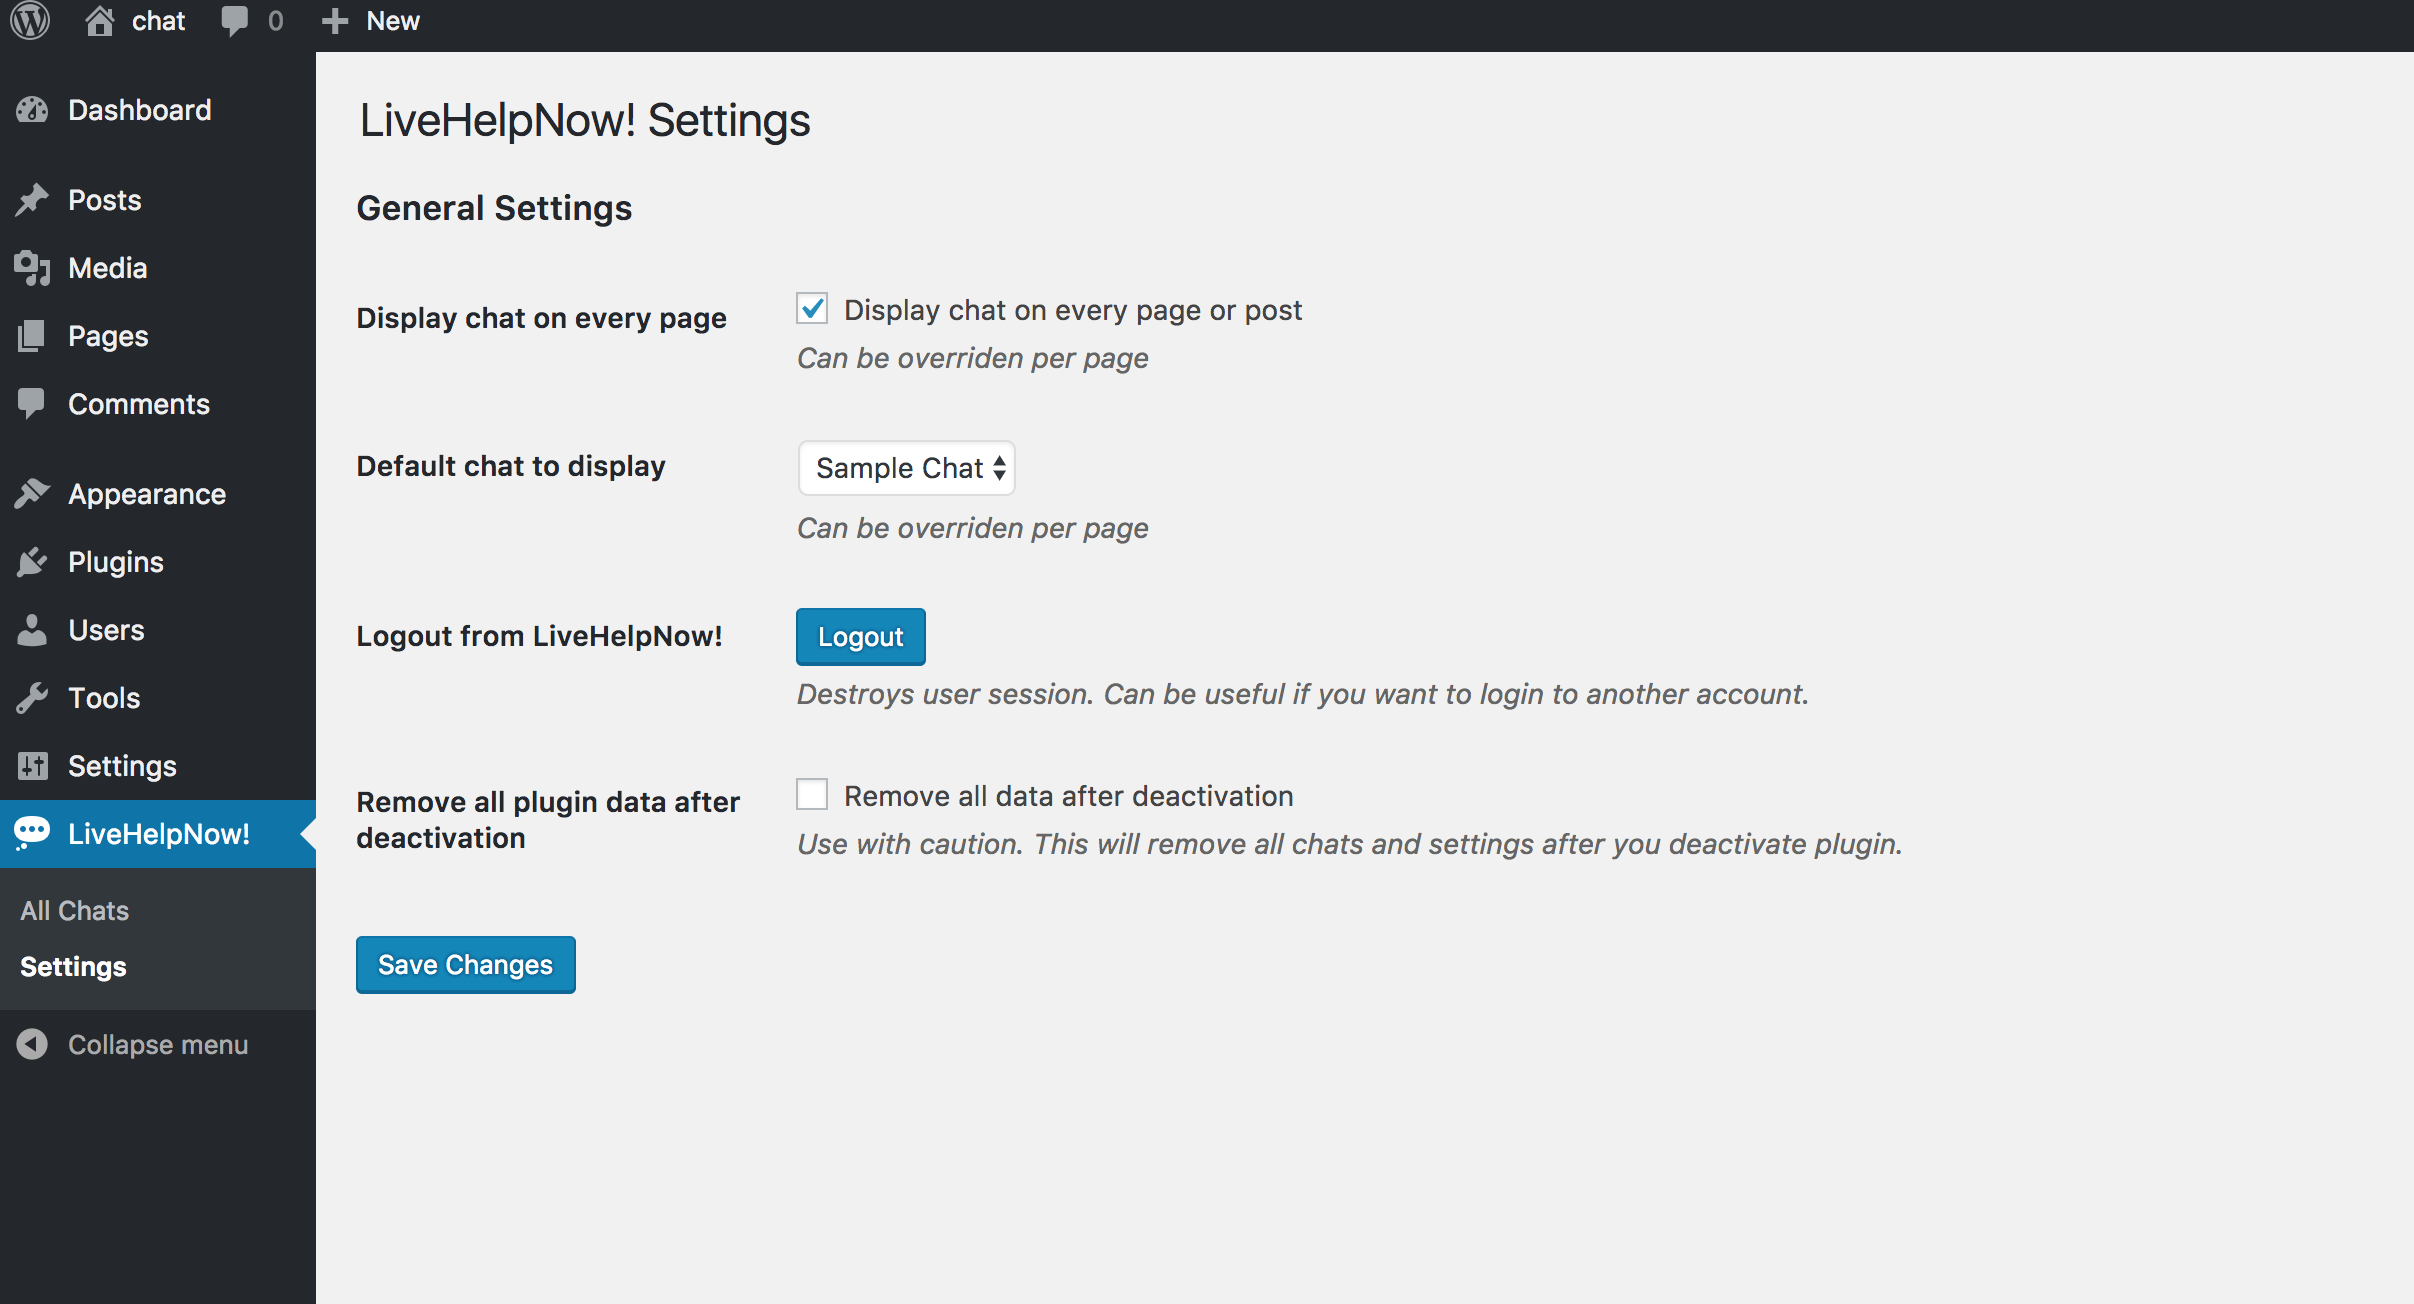 chat 0 New
Dashboard
Posts
Media
Pages
Comments
Appearance
Plugins
Users
Tools
Settings
LiveHelpNow!
All Chats
Settings
Collapse menu
LiveHelpNow! Settings
General Settings
Display chat on every page
Display chat on every page or post
Can be overriden per page
Default chat to display
Sample Chat
Can be overriden per page
Logout from LiveHelpNow!
Logout
Destroys user session. Can be useful if you want to login to another account.
Remove all plugin data after
deactivation
Remove all data after deactivation
Use with caution. This will remove all chats and settings after you deactivate plugin.
Save Changes